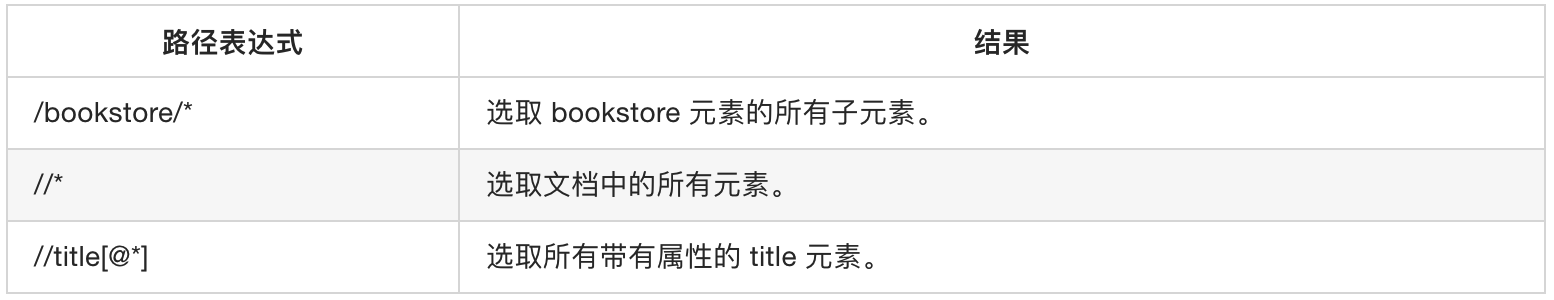 路径表达式 结果
/bookstore/* 选取 bookstore 元素的所有子元素。
//* 选取文档中的所有元素。
//title[@*] 选取所有带有属性的 title 元素。